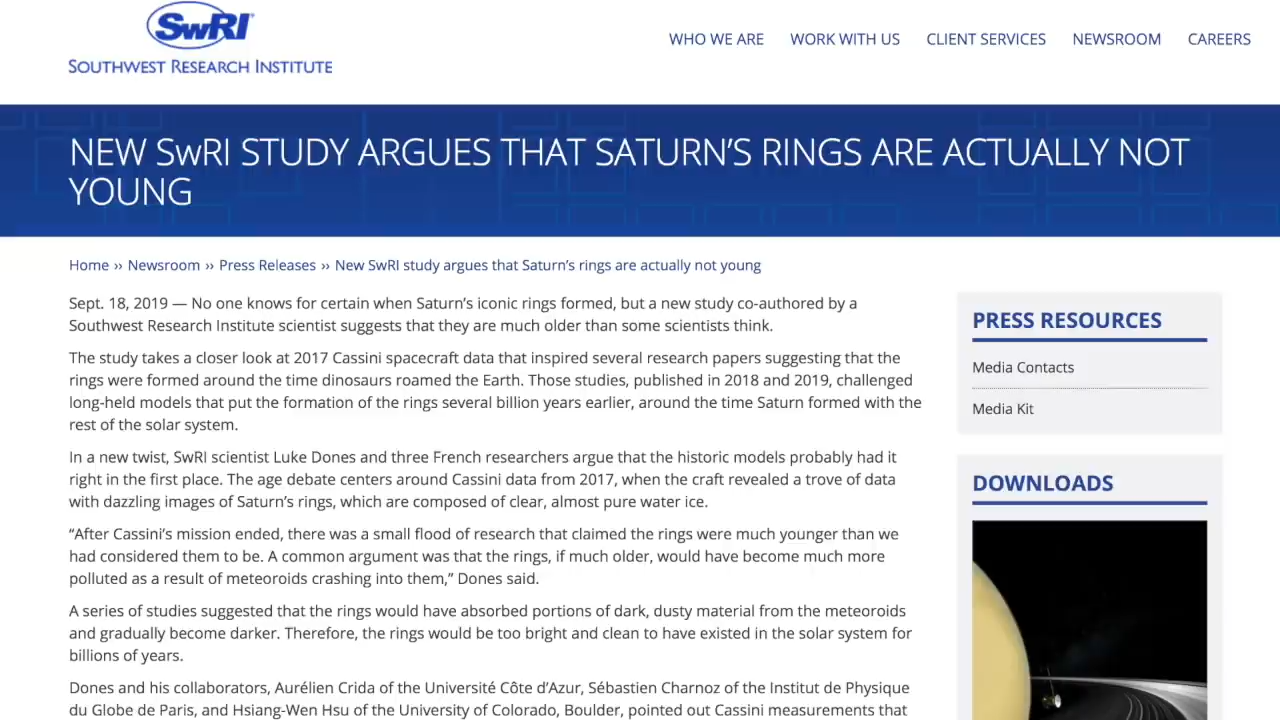 SwRI
SOUTHWEST RESEARCH INSTITUTE
WHO WE ARE WORK WITH US CLIENT SERVICES NEWSROOM CAREERS
NEW SwRI STUDY ARGUES THAT SATURN’S RINGS ARE ACTUALLY NOT
YOUNG
Home ›› Newsroom ›› Press Releases ›› New SwRI study argues that Saturn’s rings are actually not young
Sept. 18, 2019 — No one knows for certain when Saturn’s iconic rings formed, but a new study co-authored by a
Southwest Research Institute scientist suggests that they are much older than some scientists think.
The study takes a closer look at 2017 Cassini spacecraft data that inspired several research papers suggesting that the
rings were formed around the time dinosaurs roamed the Earth. Those studies, published in 2018 and 2019, challenged
long-held models that put the formation of the rings several billion years earlier, around the time Saturn formed with the
rest of the solar system.
In a new twist, SwRI scientist Luke Dones and three French researchers argue that the historic models probably had it
right in the first place. The age debate centers around Cassini data from 2017, when the craft revealed a trove of data
with dazzling images of Saturn’s rings, which are composed of clear, almost pure water ice.
“After Cassini’s mission ended, there was a small flood of research that claimed the rings were much younger than we
had considered them to be. A common argument was that the rings, if much older, would have become much more
polluted as a result of meteoroids crashing into them,” Dones said.
A series of studies suggested that the rings would have absorbed portions of dark, dusty material from the meteoroids
and gradually become darker. Therefore, the rings would be too bright and clean to have existed in the solar system for
billions of years.
Dones and his collaborators, Aurélien Crida of the Université Côte d’Azur, Sébastien Charnoz of the Institut de Physique
du Globe de Paris, and Hsiang-Wen Hsu of the University of Colorado, Boulder, pointed out Cassini measurements that
PRESS RESOURCES
Media Contacts
Media Kit
DOWNLOADS